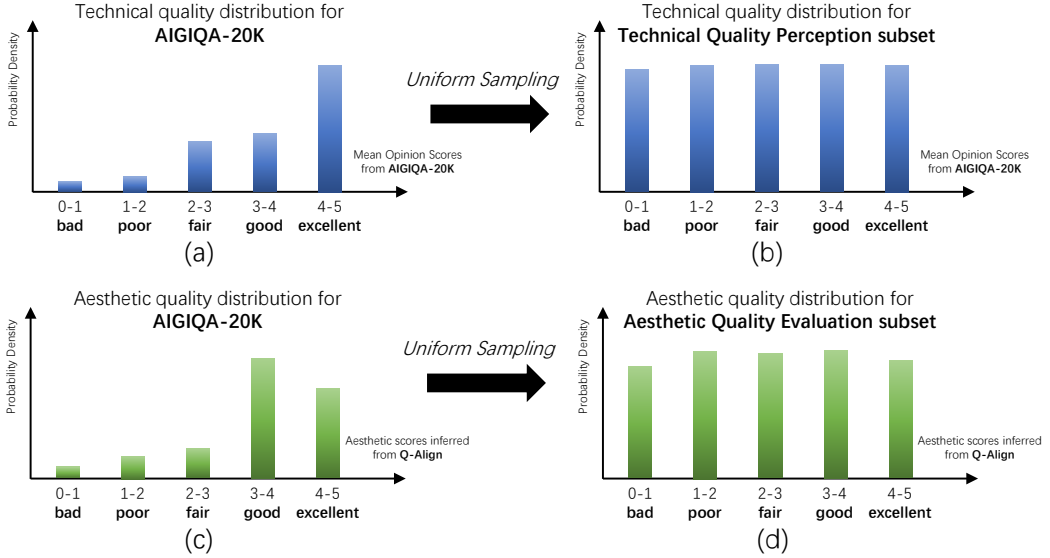 Technical quality distribution for
AIGIQA-20K
Probability Density
Mean Opinion Scores
from AIGIQA-20K
0-1 1-2 2-3 3-4 4-5
bad poor fair good excellent
(a)
Uniform Sampling
Technical quality distribution for
Technical Quality Perception subset
Probability Density
Mean Opinion Scores
from AIGIQA-20K
0-1 1-2 2-3 3-4 4-5
bad poor fair good excellent
(b)
Aesthetic quality distribution for
AIGIQA-20K
Probability Density
Aesthetic scores inferred
from Q-Align
0-1 1-2 2-3 3-4 4-5
bad poor fair good excellent
(c)
Uniform Sampling
Aesthetic quality distribution for
Aesthetic Quality Evaluation subset
Probability Density
Aesthetic scores inferred
from Q-Align
0-1 1-2 2-3 3-4 4-5
bad poor fair good excellent
(d)